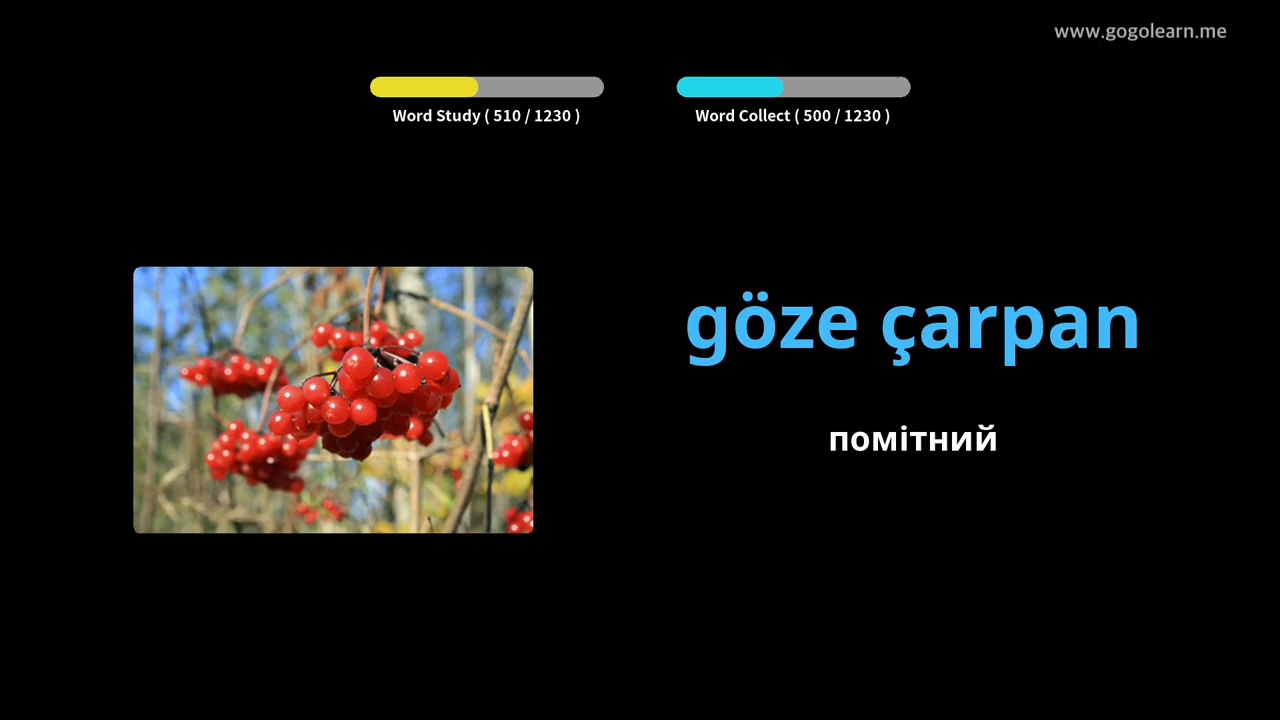 www.gogolearn.me
Word Study ( 510 / 1230 )
Word Collect ( 500 / 1230 )
göze çarpan
помітний